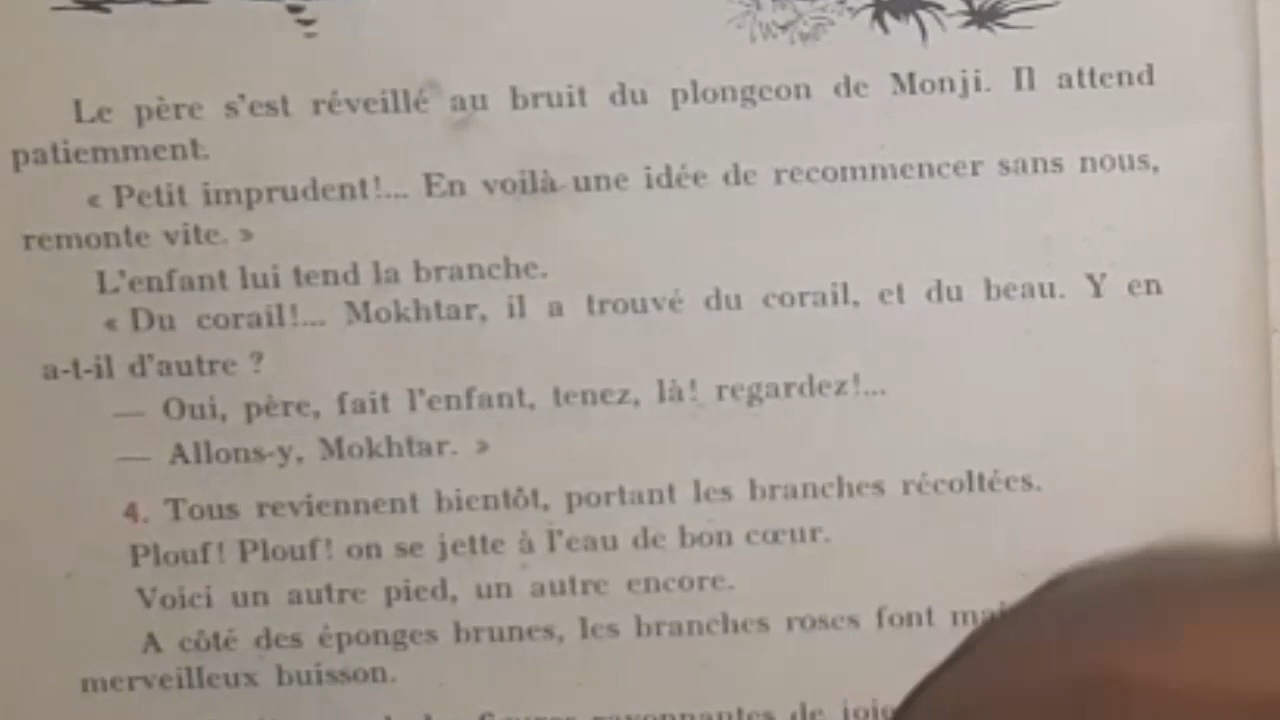 Le père s'est réveillé au bruit du plongeon de Monji. Il attend
patiemment.
« Petit imprudent!... En voilà une idée de recommencer sans nous,
remonte vite. »
L'enfant lui tend la branche.
« Du corail!... Mokhtar, il a trouvé du corail, et du beau. Y en
a-t-il d'autre ?
— Oui, père, fait l'enfant, tenez, là! regardez!...
— Allons-y, Mokhtar. »
4. Tous reviennent bientôt, portant les branches récoltées.
Plouf! Plouf! on se jette à l'eau de bon cœur.
Voici un autre pied, un autre encore.
A côté des éponges brunes, les branches roses font
merveilleux buisson.
de joie